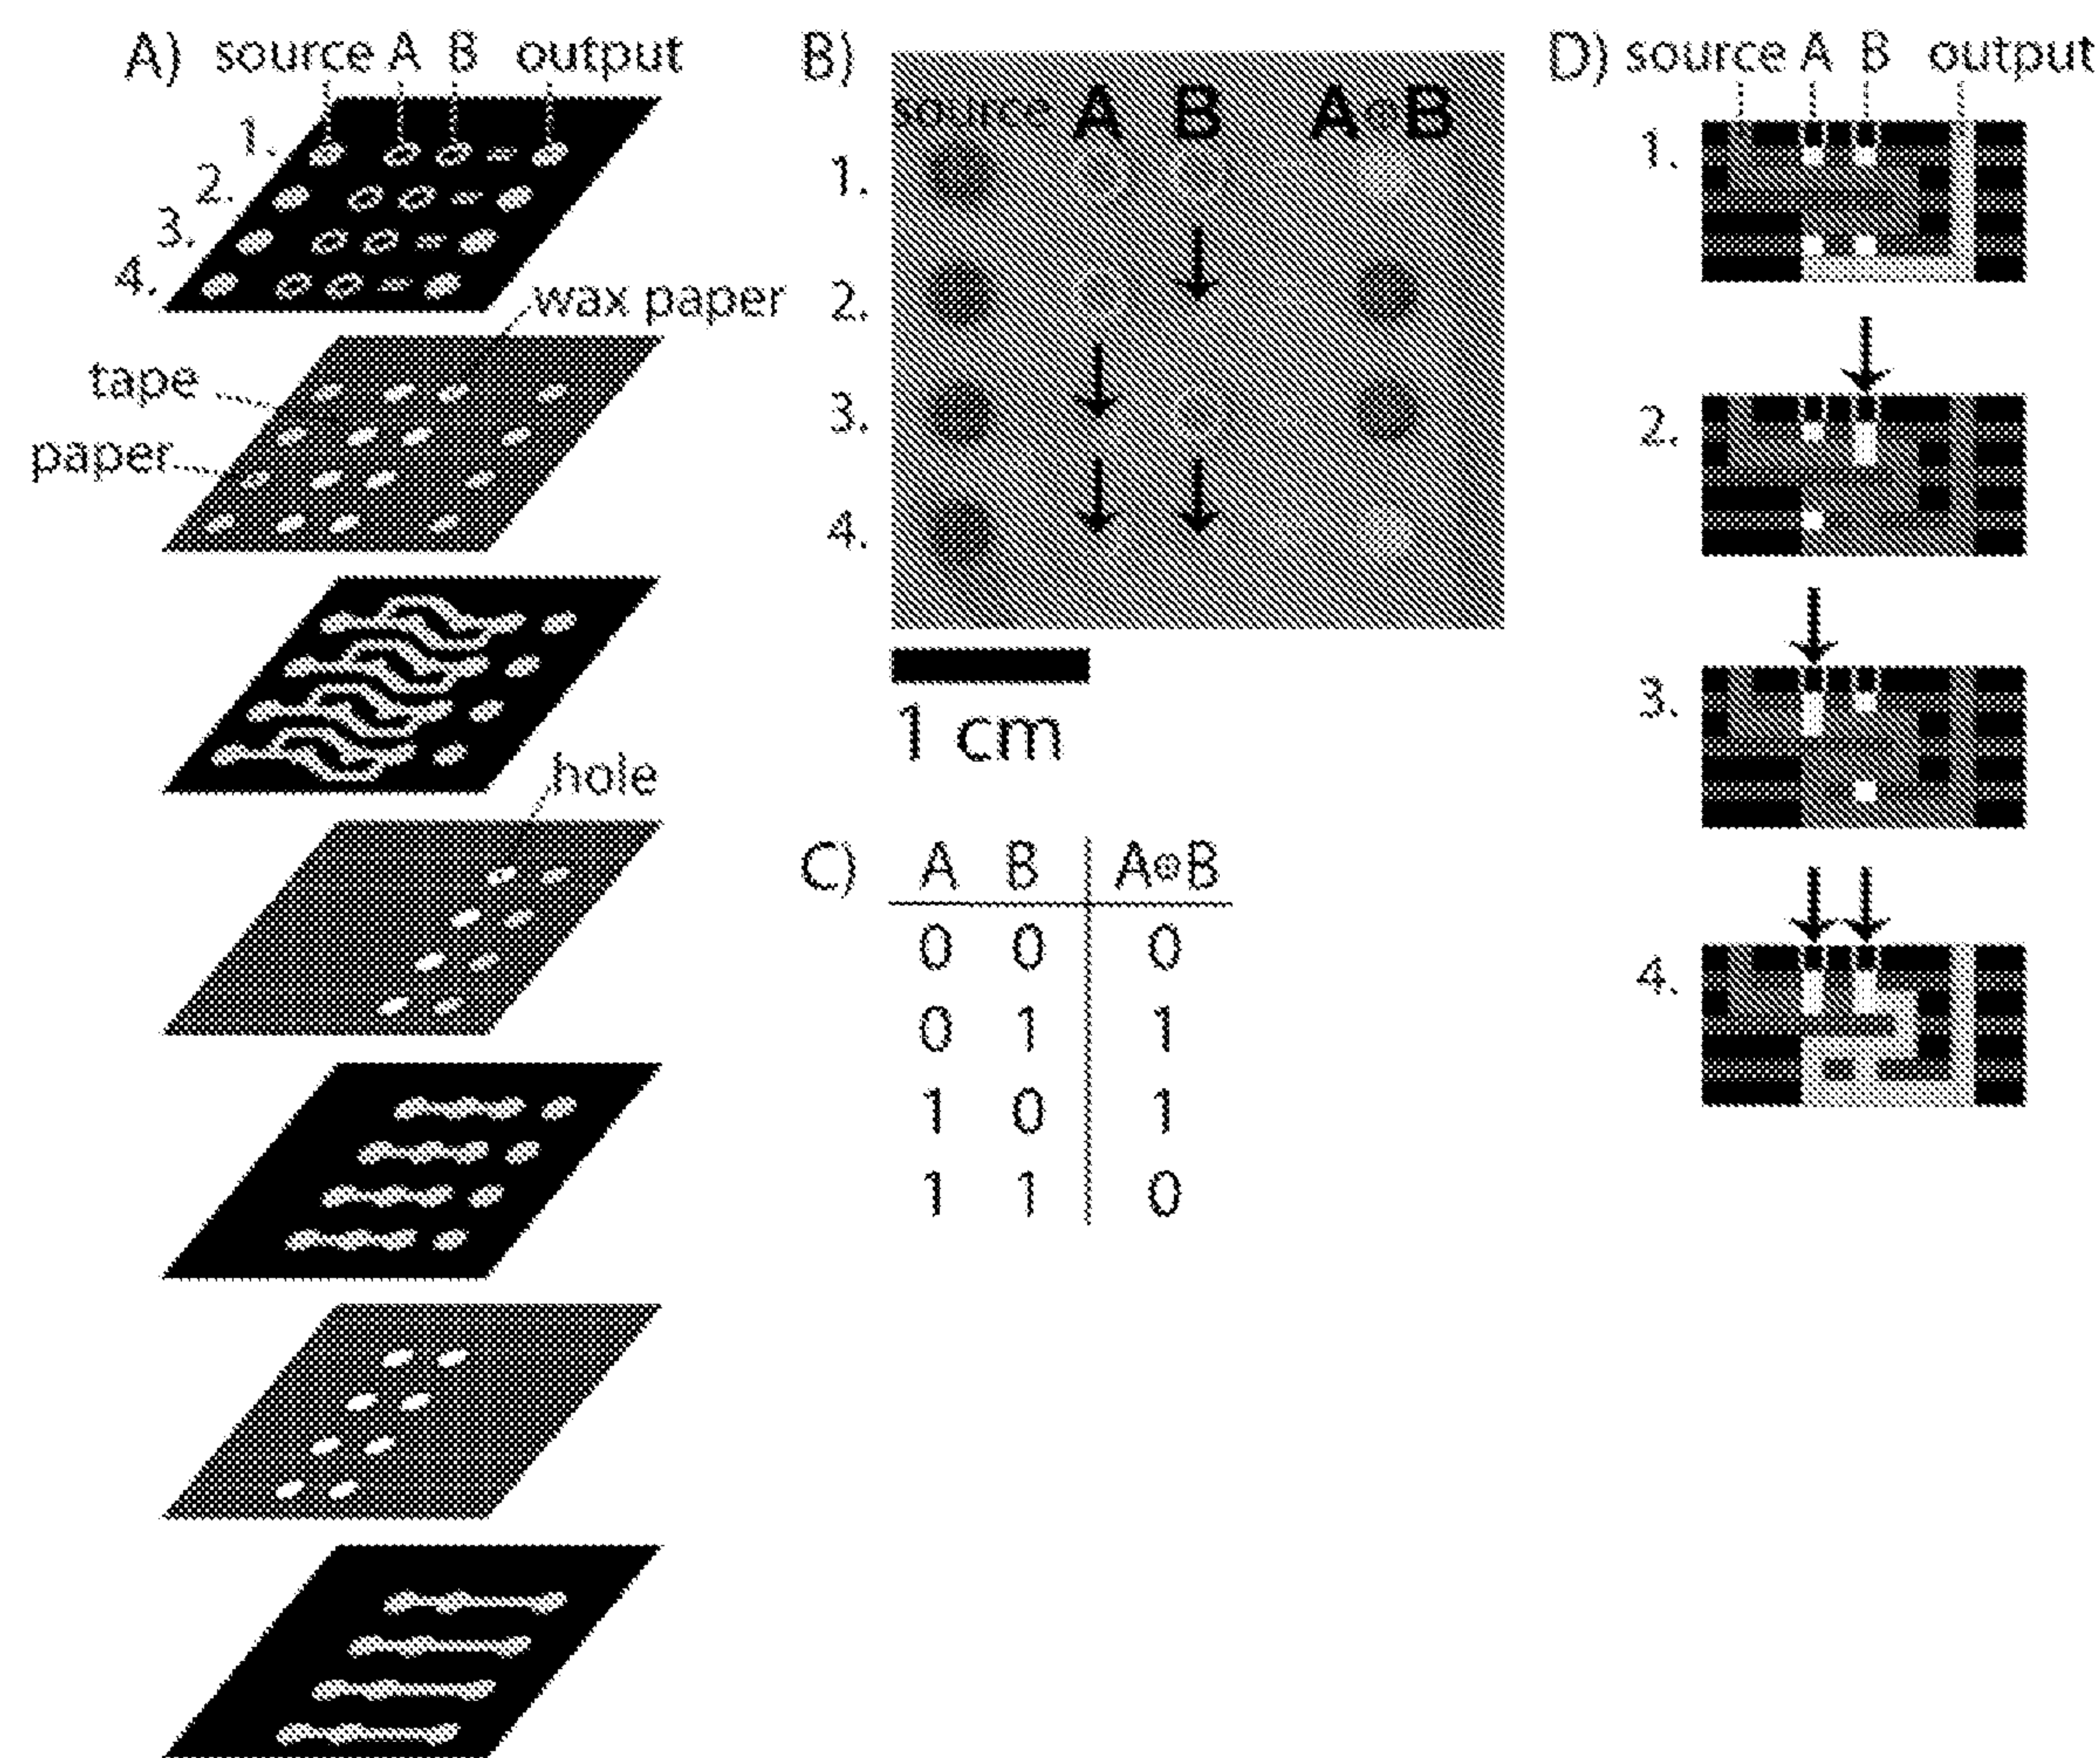 A) source A B output
1.
2.
3.
4.
wax paper
tape
paper
hole
B)
source A B A⊕B
1.
2.
3.
4.
1 cm
C) A B A⊕B
0 0 0
0 1 1
1 0 1
1 1 0
D) source A B output
1.
2.
3.
4.